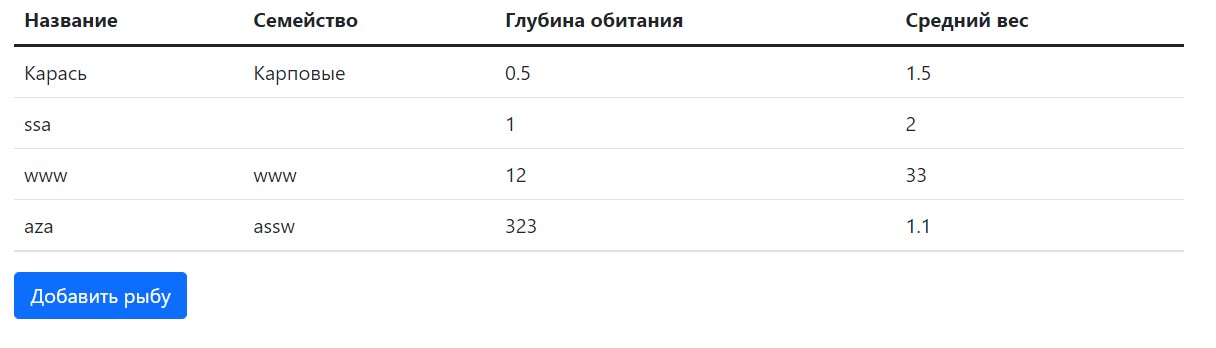 Название Семейство Глубина обитания Средний вес
Карась Карповые 0.5 1.5
ssa 1 2
www www 12 33
aza assw 323 1.1
Добавить рыбу